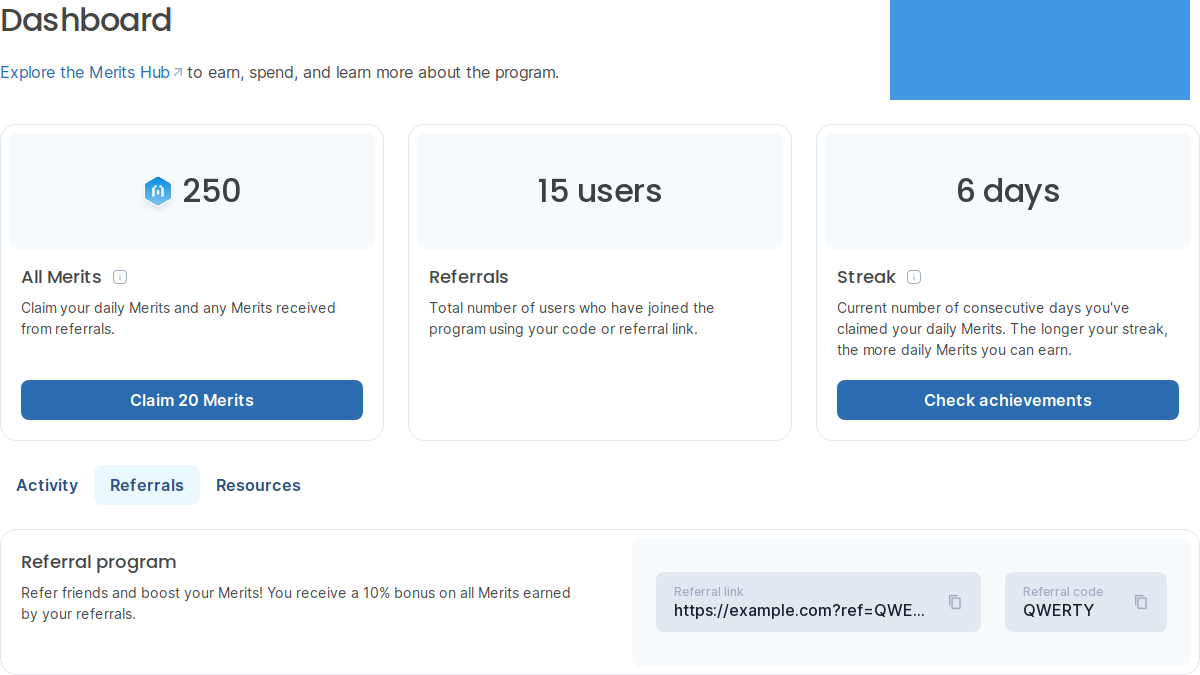 Dashboard
Explore the Merits Hub to earn, spend, and learn more about the program.
250
15 users
6 days
All Merits
Claim your daily Merits and any Merits received
from referrals.
Claim 20 Merits
Referrals
Total number of users who have joined the
program using your code or referral link.
Streak
Current number of consecutive days you've
claimed your daily Merits. The longer your streak,
the more daily Merits you can earn.
Check achievements
Activity
Referrals
Resources
Referral program
Refer friends and boost your Merits! You receive a 10% bonus on all Merits earned
by your referrals.
Referral link
https://example.com?ref=QWE...
Referral code
QWERTY